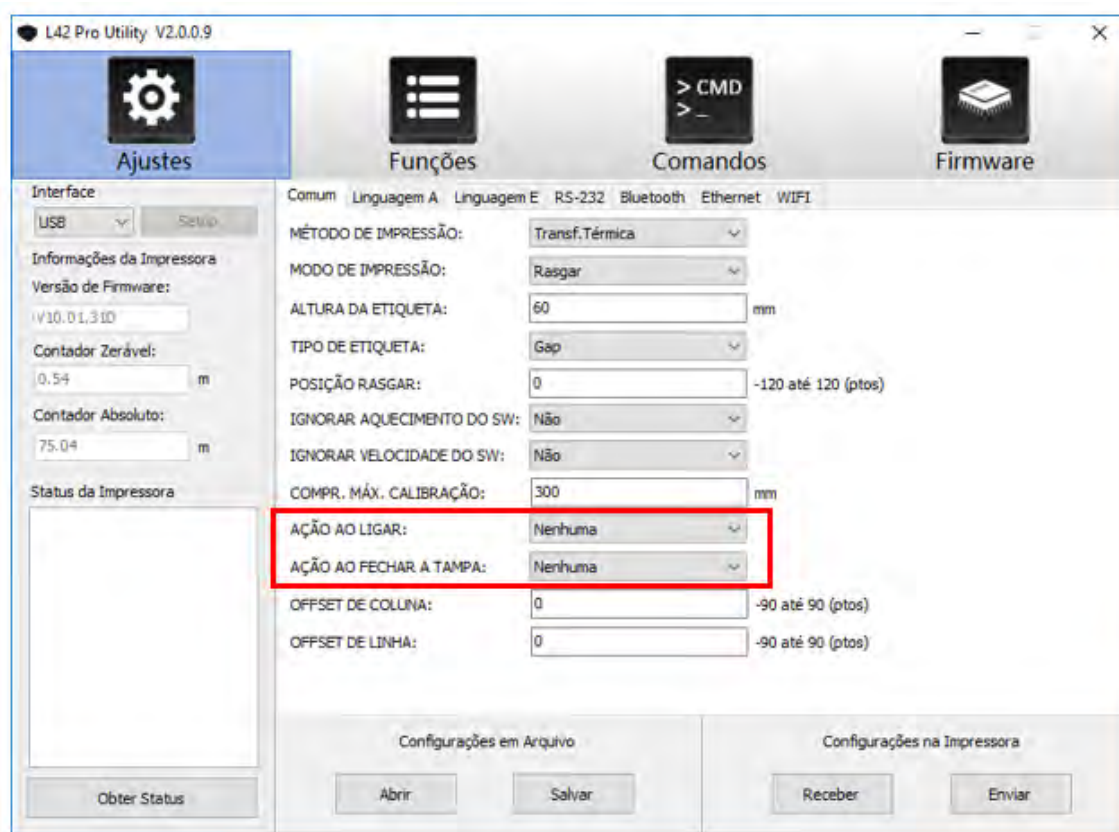 L42 Pro Utility V2.0.0.9
> CMD
>_
Ajustes
Funções
Comandos
Firmware
Interface
USB
Setup
Informações da Impressora
Versão de Firmware:
V10.01.31D
Contador Zerável:
0.54 m
Contador Absoluto:
75.04 m
Status da Impressora
Obter Status
Comum Linguagem A Linguagem E RS-232 Bluetooth Ethernet WIFI
MÉTODO DE IMPRESSÃO: Transf.Térmica
MODO DE IMPRESSÃO: Rasgar
ALTURA DA ETIQUETA: 60 mm
TIPO DE ETIQUETA: Gap
POSIÇÃO RASGAR: 0 -120 até 120 (ptos)
IGNORAR AQUECIMENTO DO SW: Não
IGNORAR VELOCIDADE DO SW: Não
COMPR. MÁX. CALIBRAÇÃO: 300 mm
AÇÃO AO LIGAR: Nenhuma
AÇÃO AO FECHAR A TAMPA: Nenhuma
OFFSET DE COLUNA: 0 -90 até 90 (ptos)
OFFSET DE LINHA: 0 -90 até 90 (ptos)
Configurações em Arquivo
Abrir Salvar
Configurações na Impressora
Receber Enviar